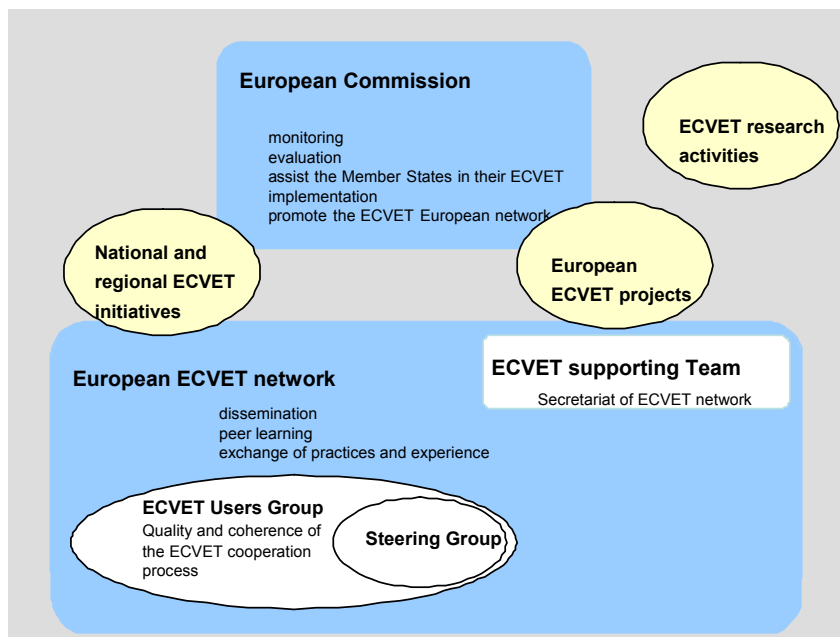 European Commission
monitoring
evaluation
assist the Member States in their ECVET
implementation
promote the ECVET European network
ECVET research
activities
National and
regional ECVET
initiatives
European
ECVET projects
European ECVET network
dissemination
peer learning
exchange of practices and experience
ECVET supporting Team
Secretariat of ECVET network
ECVET Users Group
Quality and coherence of
the ECVET cooperation
process
Steering Group